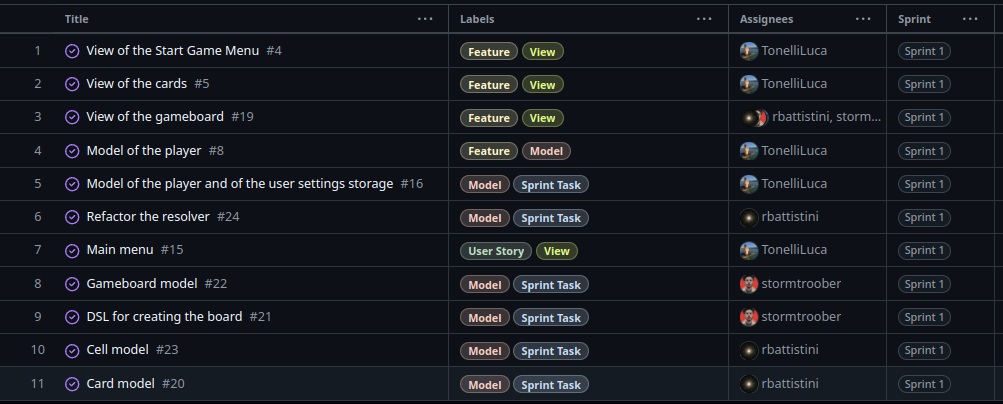 Title ... Labels ... Assignees ... Sprint ...
1 View of the Start Game Menu #4 Feature View TonelliLuca Sprint 1
2 View of the cards #5 Feature View TonelliLuca Sprint 1
3 View of the gameboard #19 Feature View rbattistini, storm... Sprint 1
4 Model of the player #8 Feature Model TonelliLuca Sprint 1
5 Model of the player and of the user settings storage #16 Model Sprint Task TonelliLuca Sprint 1
6 Refactor the resolver #24 Model Sprint Task rbattistini Sprint 1
7 Main menu #15 User Story View TonelliLuca Sprint 1
8 Gameboard model #22 Model Sprint Task stormtroober Sprint 1
9 DSL for creating the board #21 Model Sprint Task stormtroober Sprint 1
10 Cell model #23 Model Sprint Task rbattistini Sprint 1
11 Card model #20 Model Sprint Task rbattistini Sprint 1